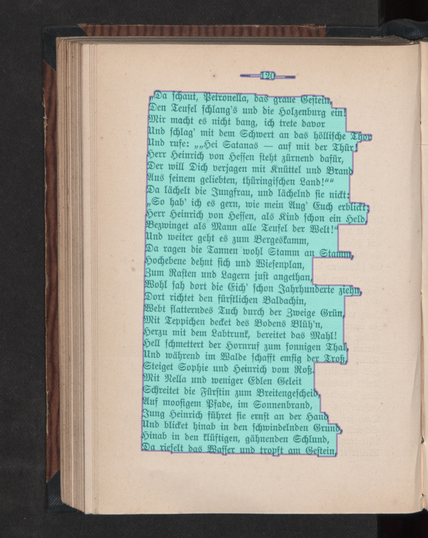 Da schaut, Petronella, das graue Gestein,
Den Teufel schlang's und die Holzenburg ein!
Mir macht es nicht bang, ich trete davor
Und schlag' mit dem Schwert an das höllische Thor
Und rufe: „„Hei Satanas — auf mit der Thür!
Herr Heinrich von Hessen steht zürnend dafür,
Der will Dich verjagen mit Knüttel und Brand
Aus seinem geliebten, thüringischen Land!““
Da lächelt die Jungfrau, und lächelnd sie nickt:
„So hab' ich es gern, wie mein Aug' Euch erblickt:
Herr Heinrich von Hessen, als Kind schon ein Held,
Bezwinget als Mann alle Teufel der Welt!“
Und weiter geht es zum Bergeskamm,
Da ragen die Tannen wohl Stamm an Stamm,
Hochebene dehnt sich und Wiesenplan,
Zum Rasten und Lagern just angethan,
Wohl sah dort die Eich' schon Jahrhunderte ziehn,
Dort richtet den fürstlichen Baldachin,
Webt flatterndes Tuch durch der Zweige Grün,
Mit Teppichen decket des Bodens Blüh'n,
Herzu mit dem Labtrunk, bereitet das Mahl!
Hell schmettert der Hornruf zum sonnigen Thal,
Und während im Walde schafft emsig der Troß,
Steiget Sophie und Heinrich vom Roß.
Mit Nella und weniger Edlen Geleit
Schreitet die Fürstin zum Breitengescheid,
Auf moosigem Pfade, im Sonnenbrand,
Jung Heinrich führet sie ernst an der Hand
Und blicket hinab in den schwindelnden Grund,
Hinab in den klüftigen, gähnenden Schlund,
Da rieselt das Wasser und tropft am Gestein,